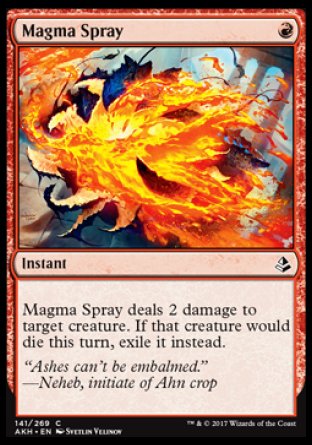 Magma Spray
Instant
Magma Spray deals 2 damage to
target creature. If that creature would
die this turn, exile it instead.
“Ashes can’t be embalmed.”
—Neheb, initiate of Ahn crop
141/269 C
AKH • EN Svetlin Velinov
™ & © 2017 Wizards of the Coast